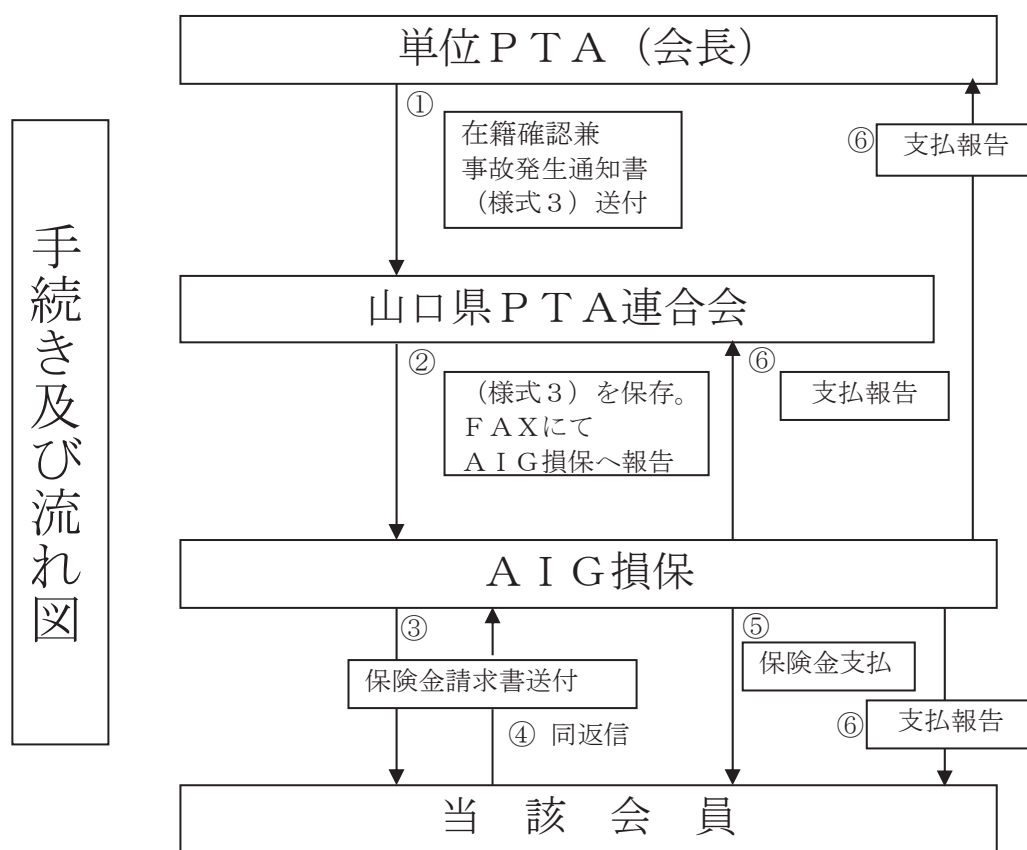 手続き及び流れ図
単位ＰＴＡ（会長）
①
在籍確認兼
事故発生通知書
（様式３）送付
⑥
支払報告
山口県ＰＴＡ連合会
②
（様式３）を保存。
ＦＡＸにて
ＡＩＧ損保へ報告
⑥
支払報告
ＡＩＧ損保
③
保険金請求書送付
④ 同返信
⑤
保険金支払
⑥
支払報告
当　該　会　員